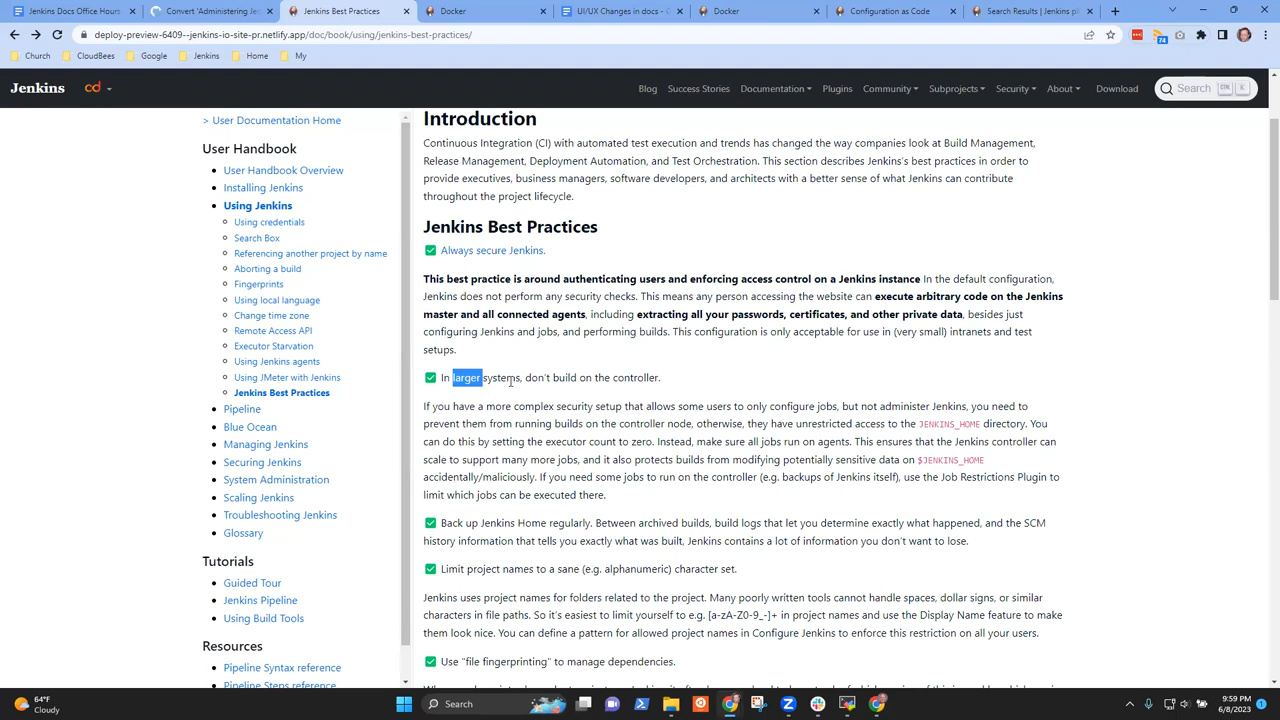 Jenkins Docs Office Hours
Convert 'Administering Jen
Jenkins Best Practices
Docker
UI/UX Changes in docs - G
Docker
Configuration as Code
Search Results | Jenkins pl
deploy-preview-6409--jenkins-io-site-pr.netlify.app/doc/book/using/jenkins-best-practices/
Church
CloudBees
Google
Jenkins
Home
My
Jenkins
cd
Blog
Success Stories
Documentation
Plugins
Community
Subprojects
Security
About
Download
Search
CTRL
K
> User Documentation Home
User Handbook
User Handbook Overview
Installing Jenkins
Using Jenkins
Using credentials
Search Box
Referencing another project by name
Aborting a build
Fingerprints
Using local language
Change time zone
Remote Access API
Executor Starvation
Using Jenkins agents
Using JMeter with Jenkins
Jenkins Best Practices
Pipeline
Blue Ocean
Managing Jenkins
Securing Jenkins
System Administration
Scaling Jenkins
Troubleshooting Jenkins
Glossary
Tutorials
Guided Tour
Jenkins Pipeline
Using Build Tools
Resources
Pipeline Syntax reference
Pipeline Steps reference
Introduction
Continuous Integration (CI) with automated test execution and trends has changed the way companies look at Build Management,
Release Management, Deployment Automation, and Test Orchestration. This section describes Jenkins's best practices in order to
provide executives, business managers, software developers, and architects with a better sense of what Jenkins can contribute
throughout the project lifecycle.
Jenkins Best Practices
Always secure Jenkins.
This best practice is around authenticating users and enforcing access control on a Jenkins instance In the default configuration,
Jenkins does not perform any security checks. This means any person accessing the website can execute arbitrary code on the Jenkins
master and all connected agents, including extracting all your passwords, certificates, and other private data, besides just
configuring Jenkins and jobs, and performing builds. This configuration is only acceptable for use in (very small) intranets and test
setups.
In larger systems, don't build on the controller.
If you have a more complex security setup that allows some users to only configure jobs, but not administer Jenkins, you need to
prevent them from running builds on the controller node, otherwise, they have unrestricted access to the JENKINS_HOME directory. You
can do this by setting the executor count to zero. Instead, make sure all jobs run on agents. This ensures that the Jenkins controller can
scale to support many more jobs, and it also protects builds from modifying potentially sensitive data on $JENKINS_HOME
accidentally/maliciously. If you need some jobs to run on the controller (e.g. backups of Jenkins itself), use the Job Restrictions Plugin to
limit which jobs can be executed there.
Back up Jenkins Home regularly. Between archived builds, build logs that let you determine exactly what happened, and the SCM
history information that tells you exactly what was built, Jenkins contains a lot of information you don't want to lose.
Limit project names to a sane (e.g. alphanumeric) character set.
Jenkins uses project names for folders related to the project. Many poorly written tools cannot handle spaces, dollar signs, or similar
characters in file paths. So it's easiest to limit yourself to e.g. [a-zA-Z0-9_-]+ in project names and use the Display Name feature to make
them look nice. You can define a pattern for allowed project names in Configure Jenkins to enforce this restriction on all your users.
Use "file fingerprinting" to manage dependencies.
64°F
Cloudy
Search
9:59 PM
6/8/2023